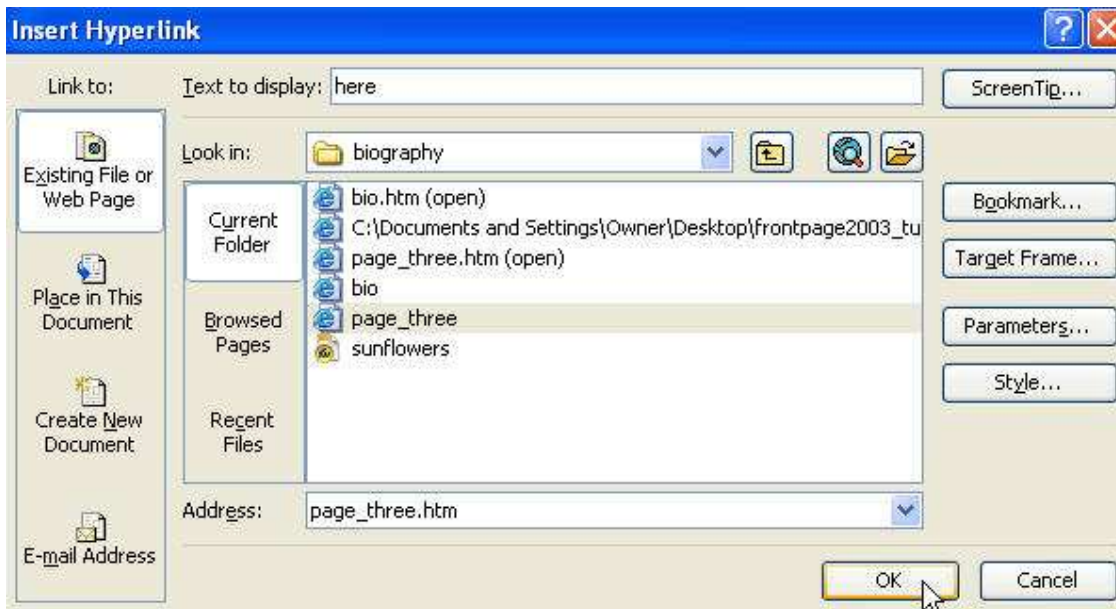 Insert Hyperlink
Link to:
Text to display: here
ScreenTip...
Existing File or
Web Page
Look in: biography
Current
Folder
bio.htm (open)
C:\Documents and Settings\Owner\Desktop\frontpage2003_tu
page_three.htm (open)
bio
page_three
sunflowers
Bookmark...
Target Frame...
Parameters...
Style...
Place in This
Document
Browsed
Pages
Create New
Document
Recent
Files
E-mail Address
Address: page_three.htm
OK
Cancel